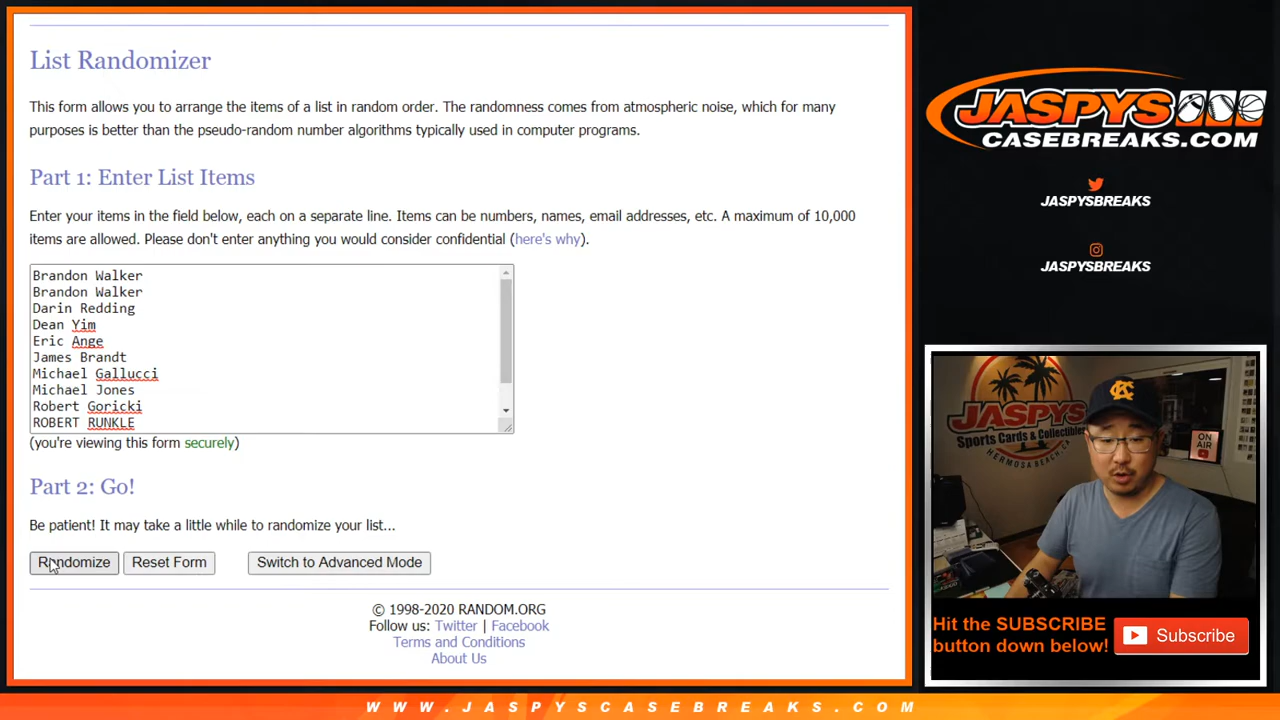 List Randomizer
This form allows you to arrange the items of a list in random order. The randomness comes from atmospheric noise, which for many
purposes is better than the pseudo-random number algorithms typically used in computer programs.
Part 1: Enter List Items
Enter your items in the field below, each on a separate line. Items can be numbers, names, email addresses, etc. A maximum of 10,000
items are allowed. Please don't enter anything you would consider confidential (here's why).
Brandon Walker
Brandon Walker
Darin Redding
Dean Yim
Eric Ange
James Brandt
Michael Gallucci
Michael Jones
Robert Goricki
ROBERT RUNKLE
(you're viewing this form securely)
Part 2: Go!
Be patient! It may take a little while to randomize your list...
Randomize
Reset Form
Switch to Advanced Mode
© 1998-2020 RANDOM.ORG
Follow us: Twitter | Facebook
Terms and Conditions
About Us
JASPYS
CASEBREAKS.COM
JASPYSBREAKS
JASPYSBREAKS
JASPYS
Sports Cards & Collectibles
HERMOSA BEACH,
ON
AIR
KC
Hit the SUBSCRIBE
button down below!
Subscribe
WWW.JASPYSCASEBREAKS.COM